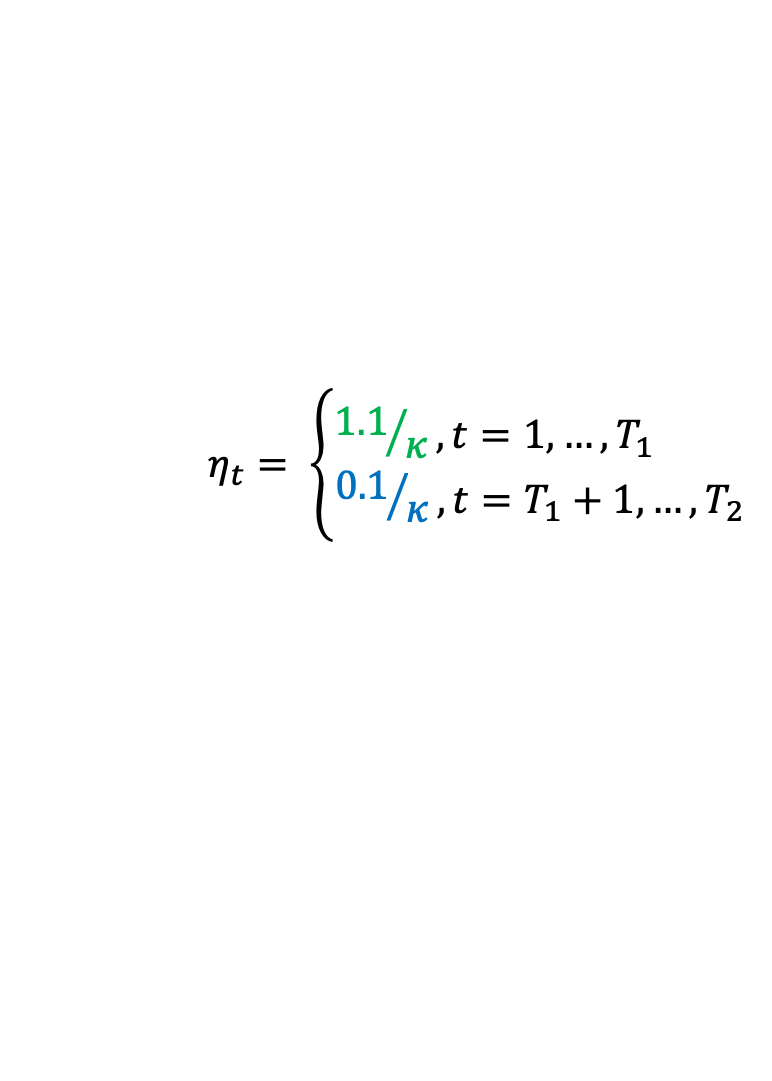 η_t = { 1.1/κ , t = 1, … , T_1
0.1/κ , t = T_1 + 1, … , T_2